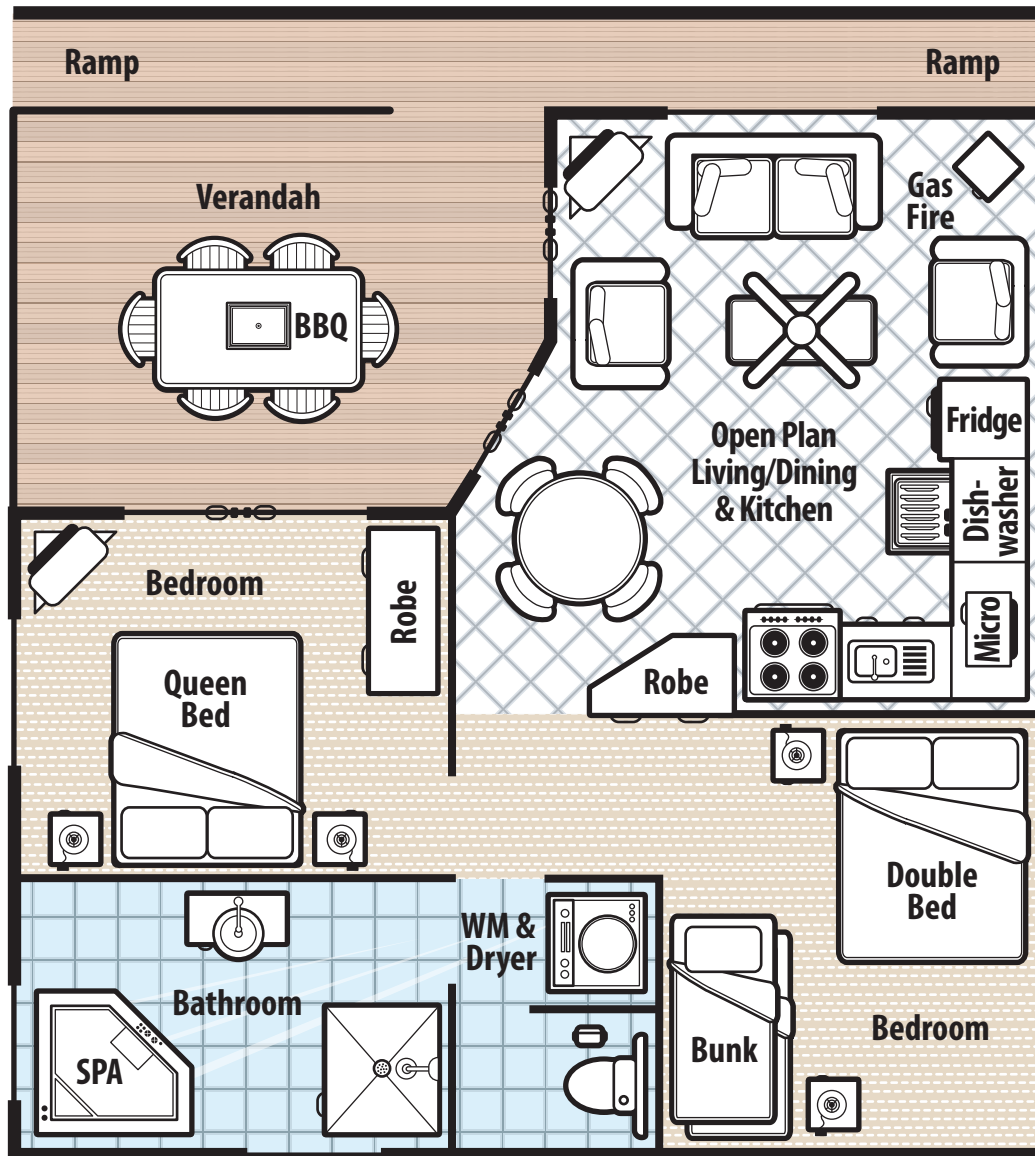 Ramp
Ramp
Verandah
Gas
Fire
BBQ
Fridge
Open Plan
Living/Dining
& Kitchen
Dish-
washer
Bedroom
Robe
Micro
Queen
Bed
Robe
Double
Bed
WM &
Dryer
Bathroom
Bedroom
Bunk
SPA